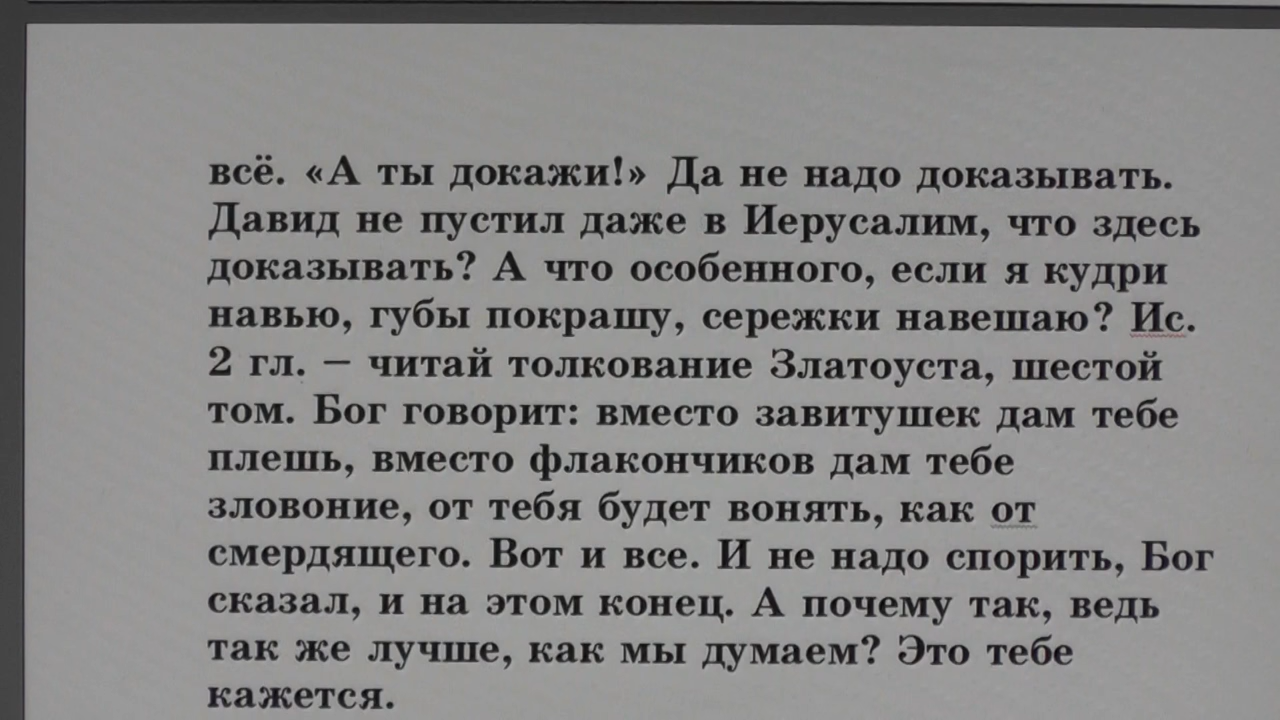 всё. «А ты докажи!» Да не надо доказывать.
Давид не пустил даже в Иерусалим, что здесь
доказывать? А что особенного, если я кудри
навью, губы покрашу, сережки навешаю? Ис.
2 гл. – читай толкование Златоуста, шестой
том. Бог говорит: вместо завитушек дам тебе
плешь, вместо флакончиков дам тебе
зловоние, от тебя будет вонять, как от
смердящего. Вот и все. И не надо спорить, Бог
сказал, и на этом конец. А почему так, ведь
так же лучше, как мы думаем? Это тебе
кажется.